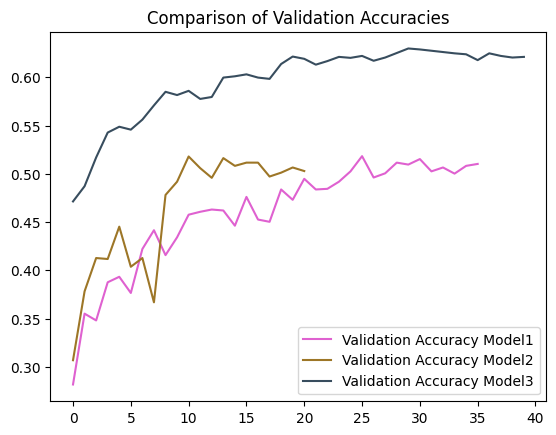 Comparison of Validation Accuracies
0.60
0.55
0.50
0.45
0.40
0.35
0.30
Validation Accuracy Model1
Validation Accuracy Model2
Validation Accuracy Model3
0 5 10 15 20 25 30 35 40